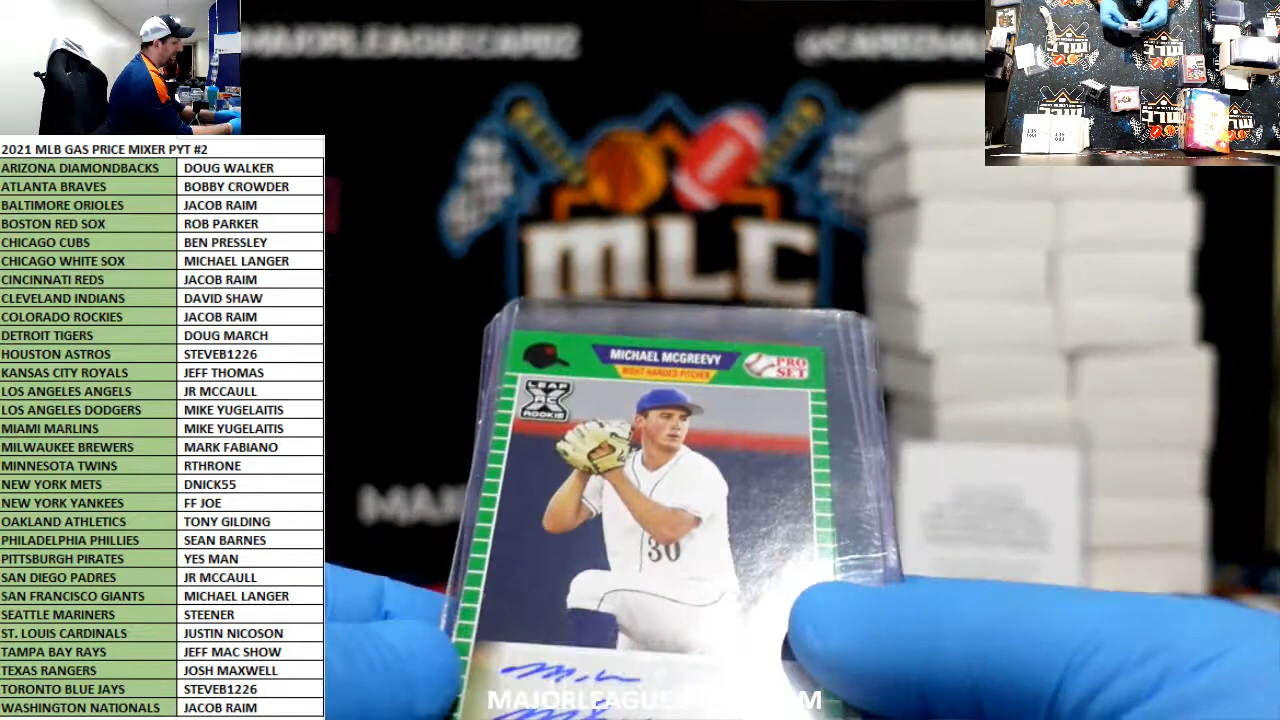 2021 MLB GAS PRICE MIXER PYT #2
ARIZONA DIAMONDBACKS DOUG WALKER
ATLANTA BRAVES BOBBY CROWDER
BALTIMORE ORIOLES JACOB RAIM
BOSTON RED SOX ROB PARKER
CHICAGO CUBS BEN PRESSLEY
CHICAGO WHITE SOX MICHAEL LANGER
CINCINNATI REDS JACOB RAIM
CLEVELAND INDIANS DAVID SHAW
COLORADO ROCKIES JACOB RAIM
DETROIT TIGERS DOUG MARCH
HOUSTON ASTROS STEVEB1226
KANSAS CITY ROYALS JEFF THOMAS
LOS ANGELES ANGELS JR MCCAULL
LOS ANGELES DODGERS MIKE YUGELAITIS
MIAMI MARLINS MIKE YUGELAITIS
MILWAUKEE BREWERS MARK FABIANO
MINNESOTA TWINS RTHRONE
NEW YORK METS DNICK55
NEW YORK YANKEES FF JOE
OAKLAND ATHLETICS TONY GILDING
PHILADELPHIA PHILLIES SEAN BARNES
PITTSBURGH PIRATES YES MAN
SAN DIEGO PADRES JR MCCAULL
SAN FRANCISCO GIANTS MICHAEL LANGER
SEATTLE MARINERS STEENER
ST. LOUIS CARDINALS JUSTIN NICOSON
TAMPA BAY RAYS JEFF MAC SHOW
TEXAS RANGERS JOSH MAXWELL
TORONTO BLUE JAYS STEVEB1226
WASHINGTON NATIONALS JACOB RAIM
MAJORLEAGUECARDZ
MLC
MICHAEL MCGREEVY
RIGHT-HANDED PITCHER
PRO
SET
LEAF
RC
ROOKIE
30
MAJORLEAGUE